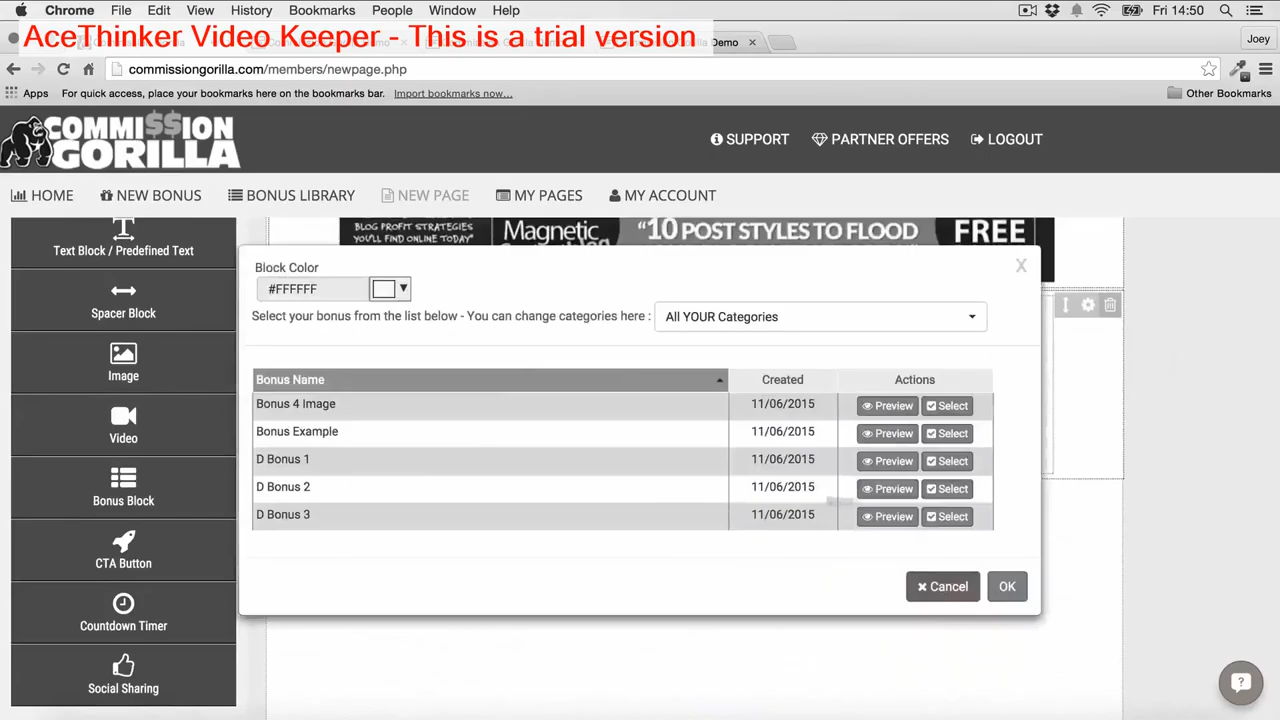 Chrome File Edit View History Bookmarks People Window Help Fri 14:50
AceThinker Video Keeper - This is a trial version
Demo Joey
commissiongorilla.com/members/newpage.php
Apps For quick access, place your bookmarks here on the bookmarks bar. Import bookmarks now... Other Bookmarks
COMMI$$ION
GORILLA
SUPPORT PARTNER OFFERS LOGOUT
HOME NEW BONUS BONUS LIBRARY NEW PAGE MY PAGES MY ACCOUNT
BLOG PROFIT STRATEGIES
YOU'LL FIND ONLINE TODAY"
Magnetic
"10 POST STYLES TO FLOOD
FREE
Text Block / Predefined Text
Spacer Block
Image
Video
Bonus Block
CTA Button
Countdown Timer
Social Sharing
Block Color
X
#FFFFFF
Select your bonus from the list below - You can change categories here : All YOUR Categories
Bonus Name Created Actions
Bonus 4 Image 11/06/2015 Preview Select
Bonus Example 11/06/2015 Preview Select
D Bonus 1 11/06/2015 Preview Select
D Bonus 2 11/06/2015 Preview Select
D Bonus 3 11/06/2015 Preview Select
Cancel OK